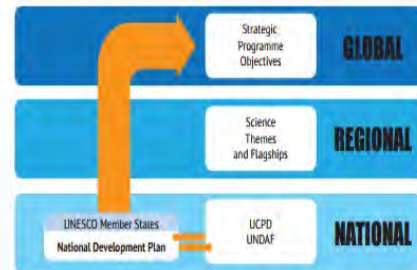 Strategic
Programme
Objectives
GLOBAL
Science
Themes
and Flagships
REGIONAL
UNESCO Member States
National Development Plan
UCPD
UNDAF
NATIONAL